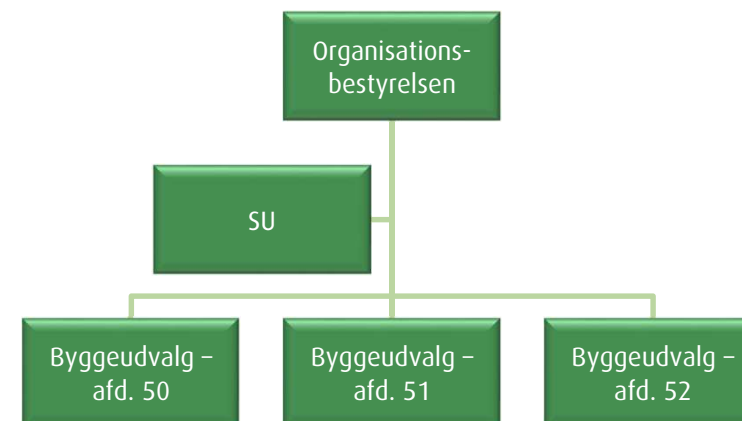 Organisations-
bestyrelsen
SU
Byggeudvalg –
afd. 50
Byggeudvalg –
afd. 51
Byggeudvalg –
afd. 52